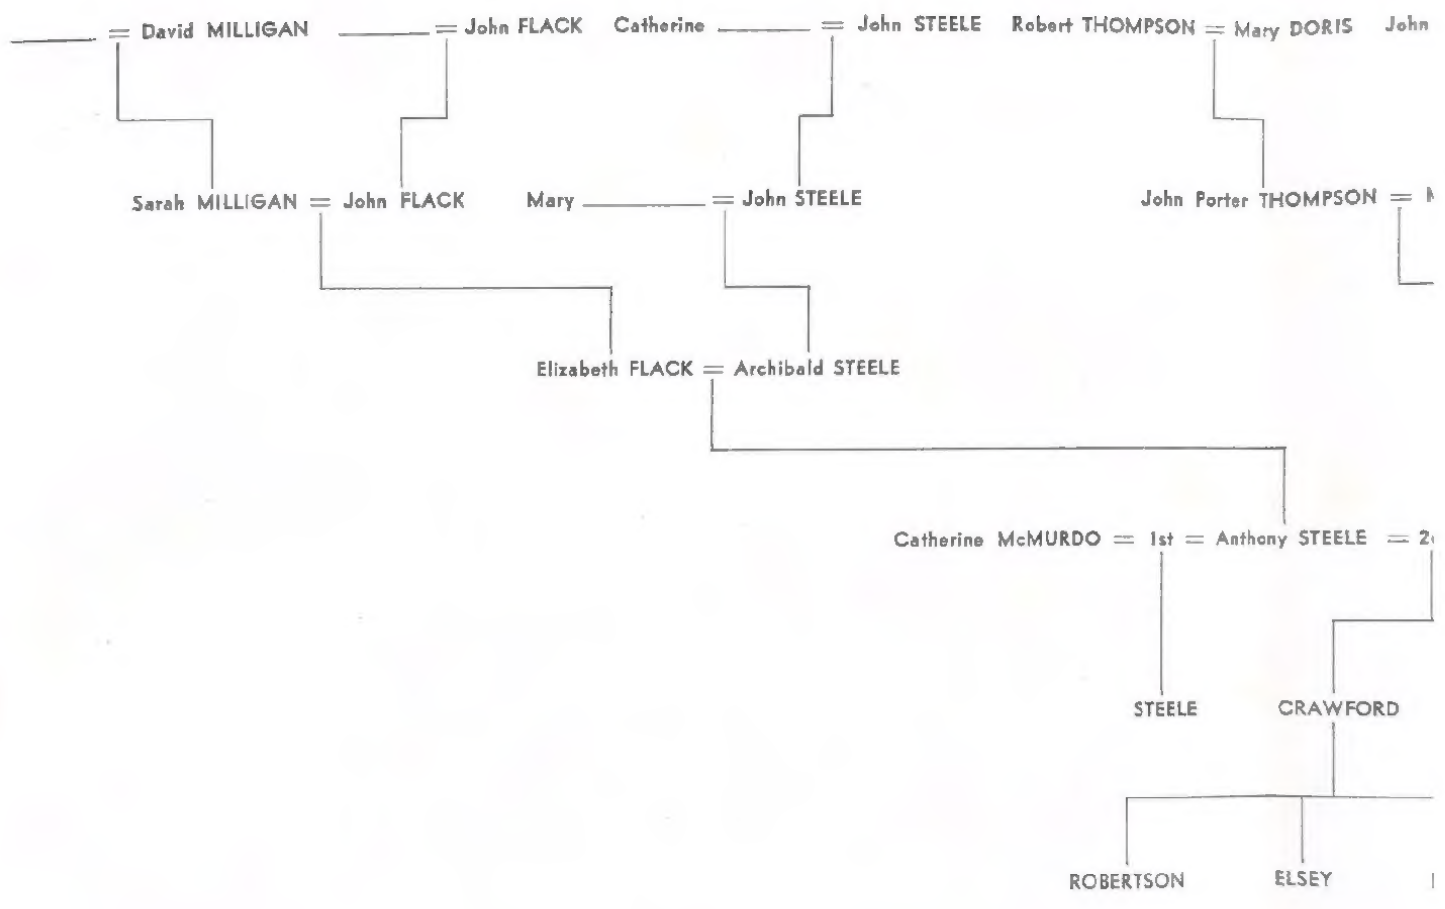 = David MILLIGAN = John FLACK Catherine = John STEELE Robert THOMPSON = Mary DORIS John
Sarah MILLIGAN = John FLACK Mary = John STEELE John Porter THOMPSON =
Elizabeth FLACK = Archibald STEELE
Catherine McMURDO = 1st = Anthony STEELE =
STEELE CRAWFORD
ROBERTSON ELSEY